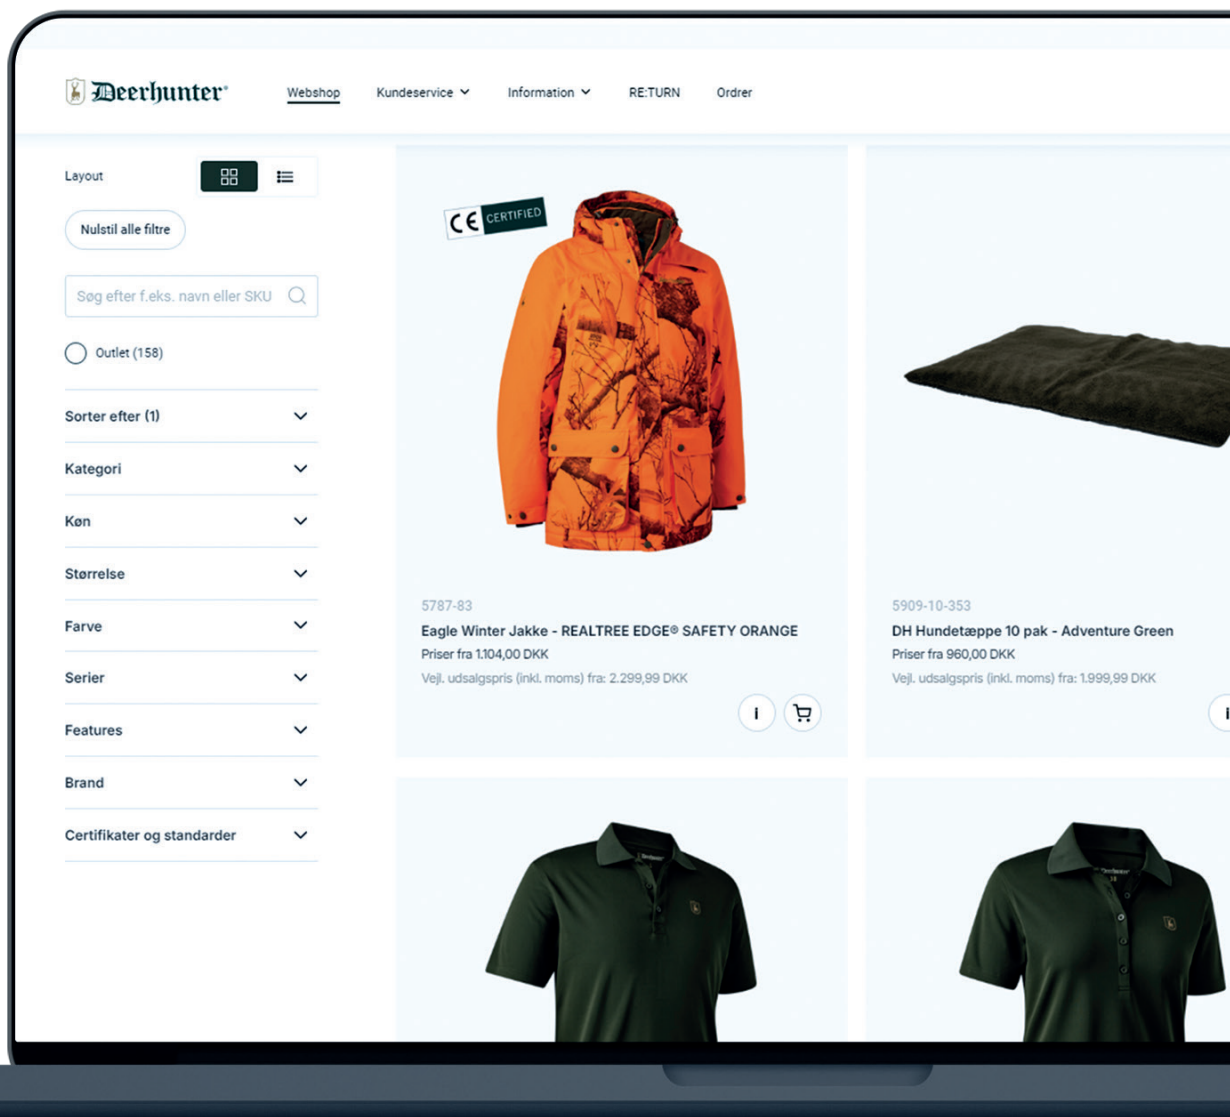 Deerhunter®
Webshop
Kundeservice
Information
RE:TURN
Ordrer
Layout
Nulstil alle filtre
Søg efter f.eks. navn eller SKU
Outlet (158)
Sorter efter (1)
Kategori
Køn
Størrelse
Farve
Serier
Features
Brand
Certifikater og standarder
CE CERTIFIED
5787-83
Eagle Winter Jakke - REALTREE EDGE® SAFETY ORANGE
Priser fra 1.104,00 DKK
Vejl. udsalgspris (inkl. moms) fra: 2.299,99 DKK
i
5909-10-353
DH Hundetæppe 10 pak - Adventure Green
Priser fra 960,00 DKK
Vejl. udsalgspris (inkl. moms) fra: 1.999,99 DKK
i
Deerhunter